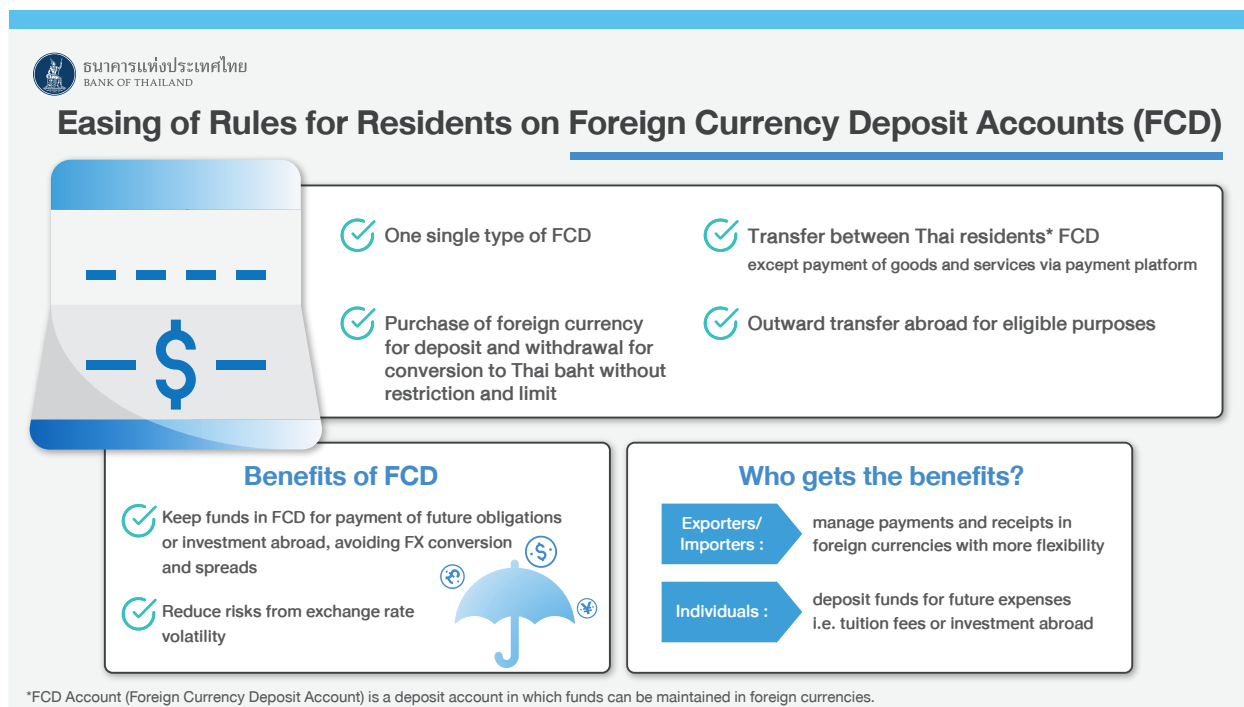 ธนาคารแห่งประเทศไทย
BANK OF THAILAND
Easing of Rules for Residents on Foreign Currency Deposit Accounts (FCD)
One single type of FCD
Transfer between Thai residents* FCD
except payment of goods and services via payment platform
Purchase of foreign currency
for deposit and withdrawal for
conversion to Thai baht without
restriction and limit
Outward transfer abroad for eligible purposes
$
Benefits of FCD
Keep funds in FCD for payment of future obligations
or investment abroad, avoiding FX conversion
and spreads
Reduce risks from exchange rate
volatility
Who gets the benefits?
Exporters/
Importers :
manage payments and receipts in
foreign currencies with more flexibility
Individuals :
deposit funds for future expenses
i.e. tuition fees or investment abroad
*FCD Account (Foreign Currency Deposit Account) is a deposit account in which funds can be maintained in foreign currencies.